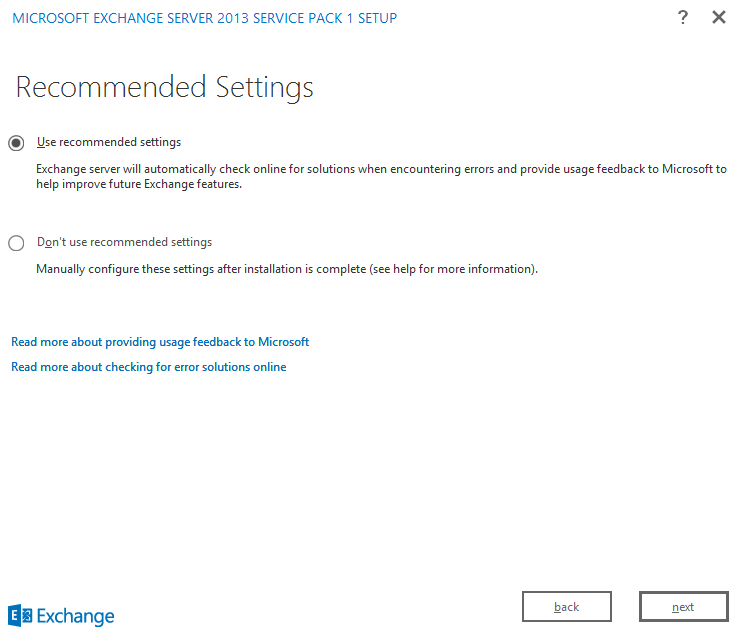 MICROSOFT EXCHANGE SERVER 2013 SERVICE PACK 1 SETUP
?
Recommended Settings
Use recommended settings
Exchange server will automatically check online for solutions when encountering errors and provide usage feedback to Microsoft to
help improve future Exchange features.
Don't use recommended settings
Manually configure these settings after installation is complete (see help for more information).
Read more about providing usage feedback to Microsoft
Read more about checking for error solutions online
back
next
E Exchange